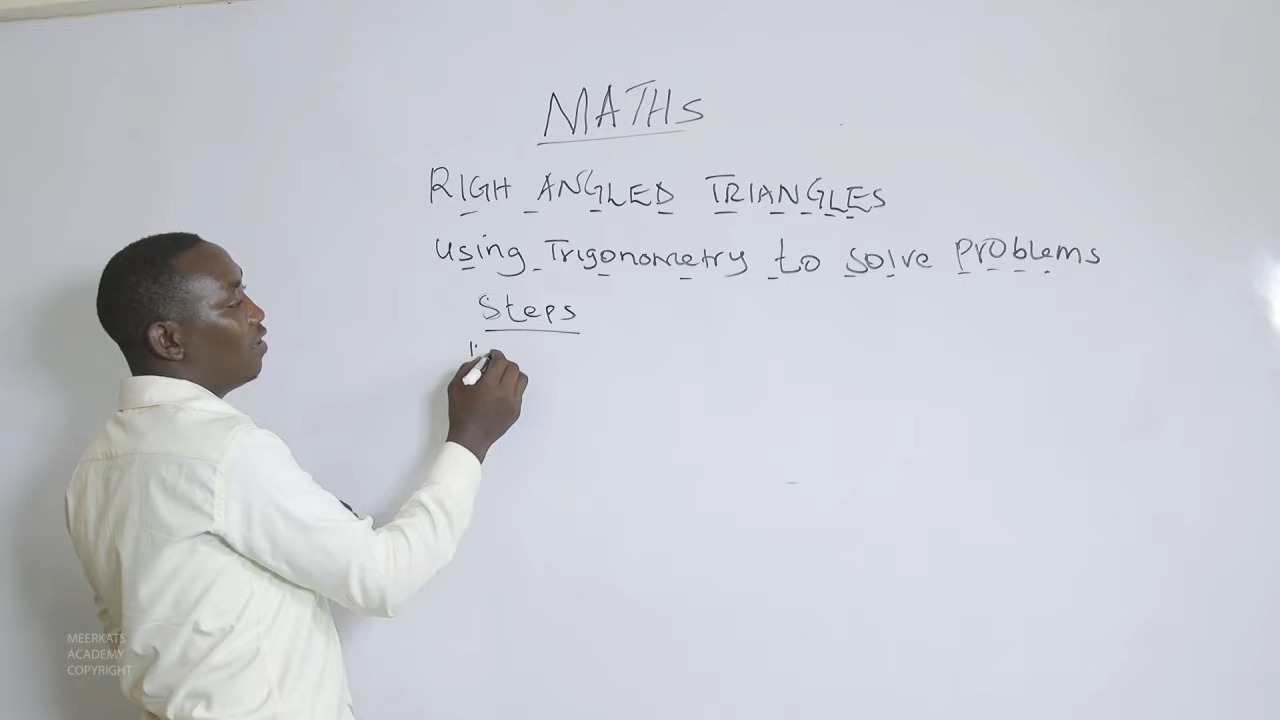 MATHS
RIGH ANGLED TRIANGLES
Using Trigonometry to solve problems
Steps
MEERKATS
ACADEMY
COPYRIGHT